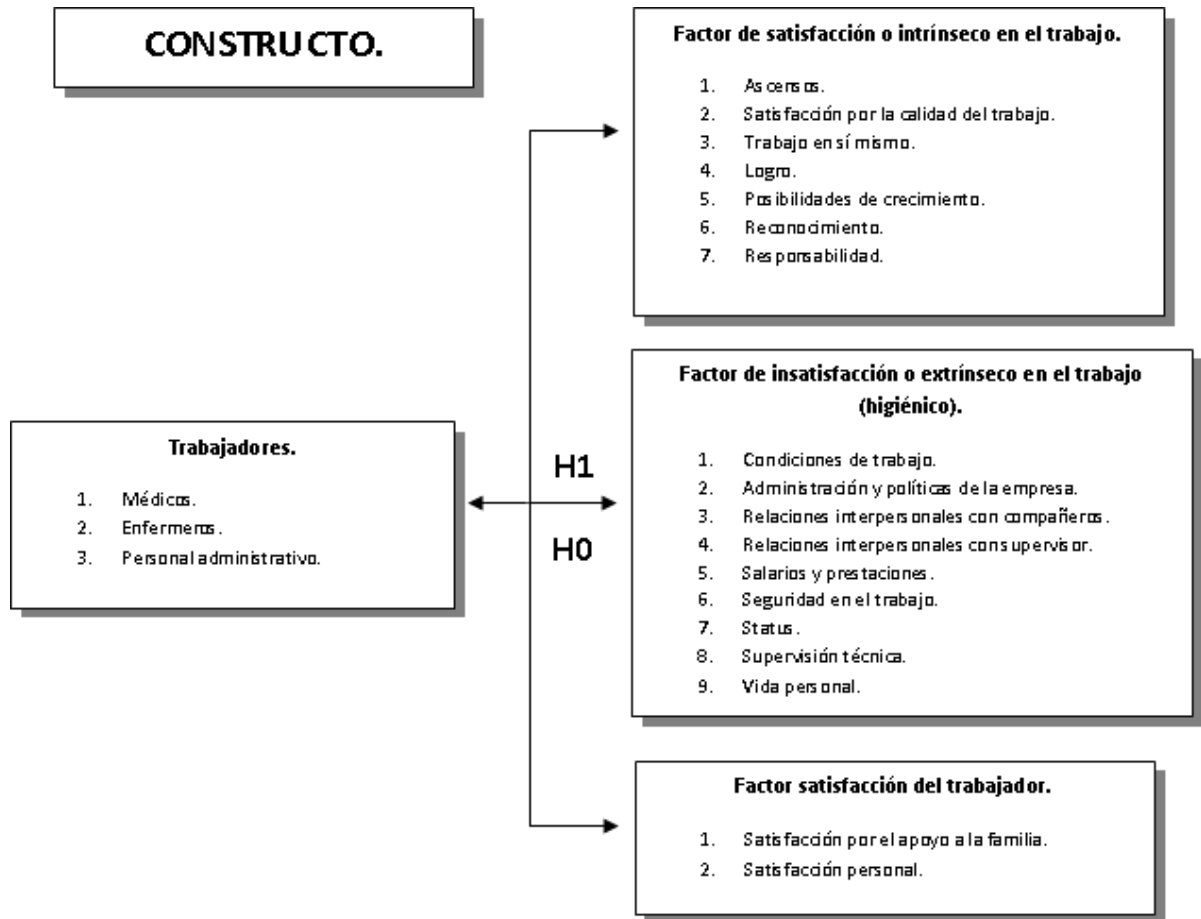 CONSTRUCTO.
Factor de satisfacción o intrínseco en el trabajo.
1. Ascensos.
2. Satisfacción por la calidad del trabajo.
3. Trabajo en sí mismo.
4. Logro.
5. Posibilidades de crecimiento.
6. Reconocimiento.
7. Responsabilidad.
Trabajadores.
1. Médicos.
2. Enfermeros.
3. Personal administrativo.
H1
H0
Factor de insatisfacción o extrínseco en el trabajo
(higiénico).
1. Condiciones de trabajo.
2. Administración y políticas de la empresa.
3. Relaciones interpersonales con compañeros.
4. Relaciones interpersonales con supervisor.
5. Salarios y prestaciones.
6. Seguridad en el trabajo.
7. Status.
8. Supervisión técnica.
9. Vida personal.
Factor satisfacción del trabajador.
1. Satisfacción por el apoyo a la familia.
2. Satisfacción personal.